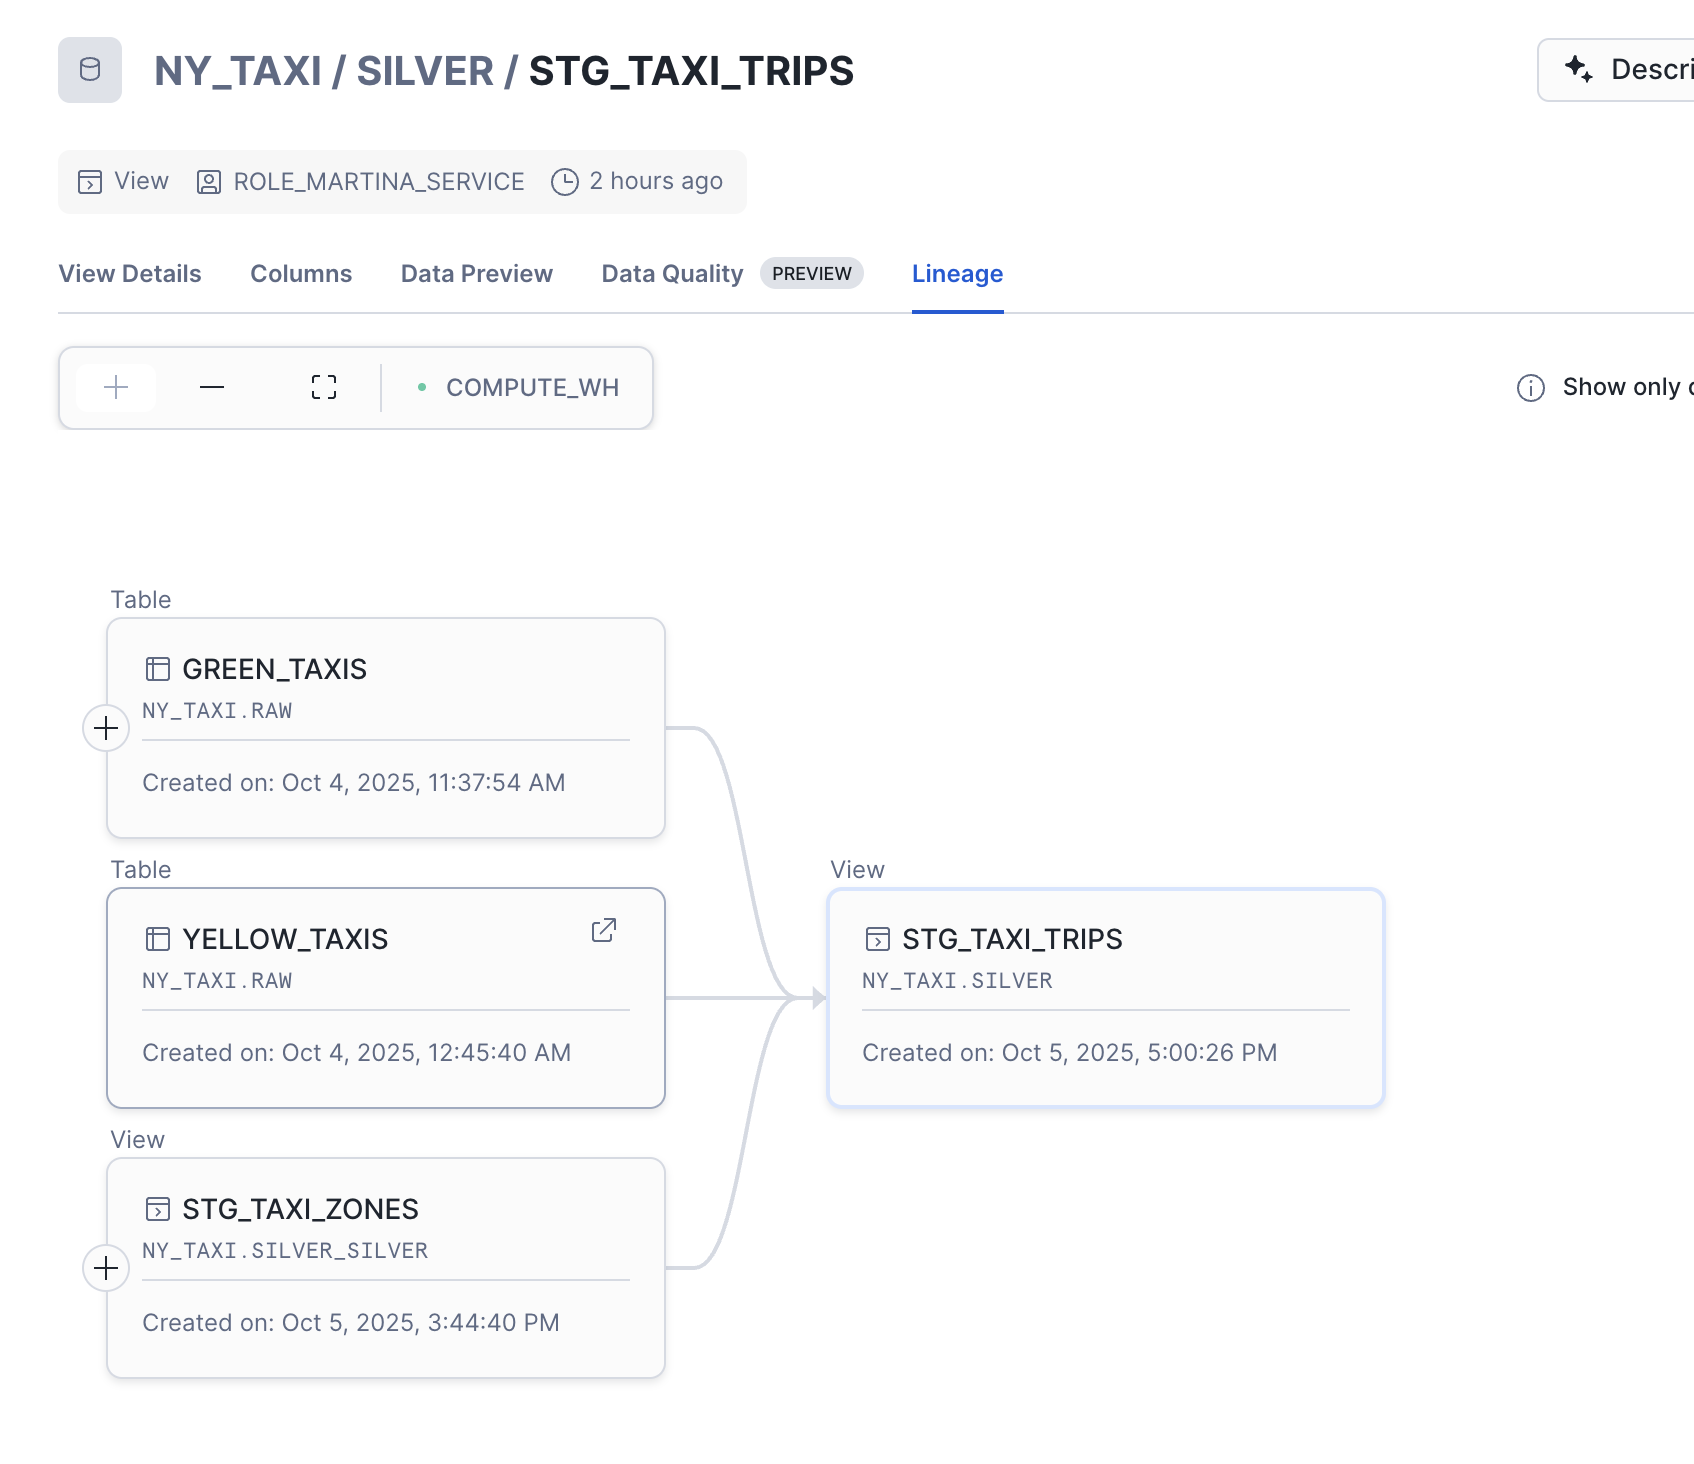 NY_TAXI / SILVER / STG_TAXI_TRIPS
Descri
View ROLE_MARTINA_SERVICE 2 hours ago
View Details Columns Data Preview Data Quality PREVIEW Lineage
COMPUTE_WH
Show only
Table
GREEN_TAXIS
NY_TAXI.RAW
Created on: Oct 4, 2025, 11:37:54 AM
Table
YELLOW_TAXIS
NY_TAXI.RAW
Created on: Oct 4, 2025, 12:45:40 AM
View
STG_TAXI_ZONES
NY_TAXI.SILVER_SILVER
Created on: Oct 5, 2025, 3:44:40 PM
View
STG_TAXI_TRIPS
NY_TAXI.SILVER
Created on: Oct 5, 2025, 5:00:26 PM